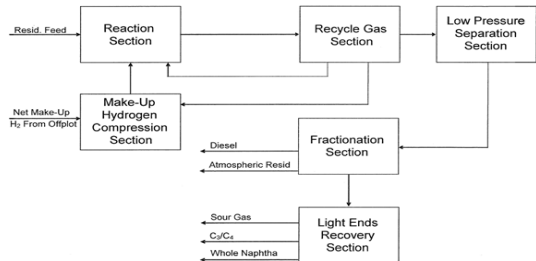 Resid. Feed
Reaction
Section
Recycle Gas
Section
Low Pressure
Separation
Section
Net Make-Up
H₂ From Offplot
Make-Up
Hydrogen
Compression
Section
Diesel
Atmospheric Resid
Fractionation
Section
Sour Gas
C₃/C₄
Whole Naphtha
Light Ends
Recovery
Section